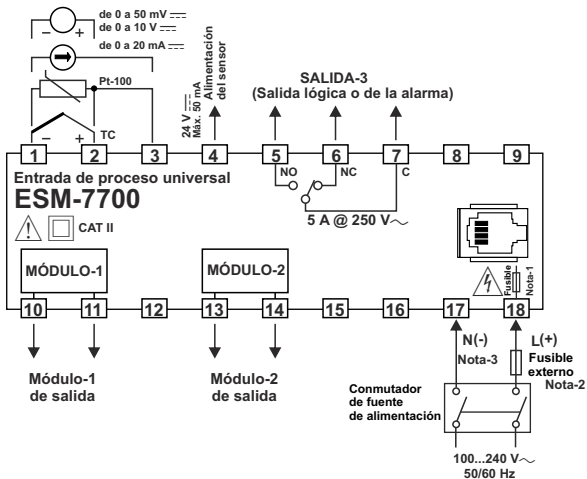 de 0 a 50 mV
de 0 a 10 V
− +
de 0 a 20 mA
Pt-100
− + TC
24 V
Máx. 50 mA
Alimentación
del sensor
SALIDA-3
(Salida lógica o de la alarma)
1 2 3 4 5 6 7 8 9
NO NC C
5 A @ 250 V
Entrada de proceso universal
ESM-7700
CAT II
Fusible
Nota-1
MÓDULO-1
MÓDULO-2
10 11 12 13 14 15 16 17 18
Módulo-1
de salida
Módulo-2
de salida
N(-)
Nota-3
L(+)
Fusible
externo
Nota-2
Conmutador
de fuente
de alimentación
100...240 V
50/60 Hz